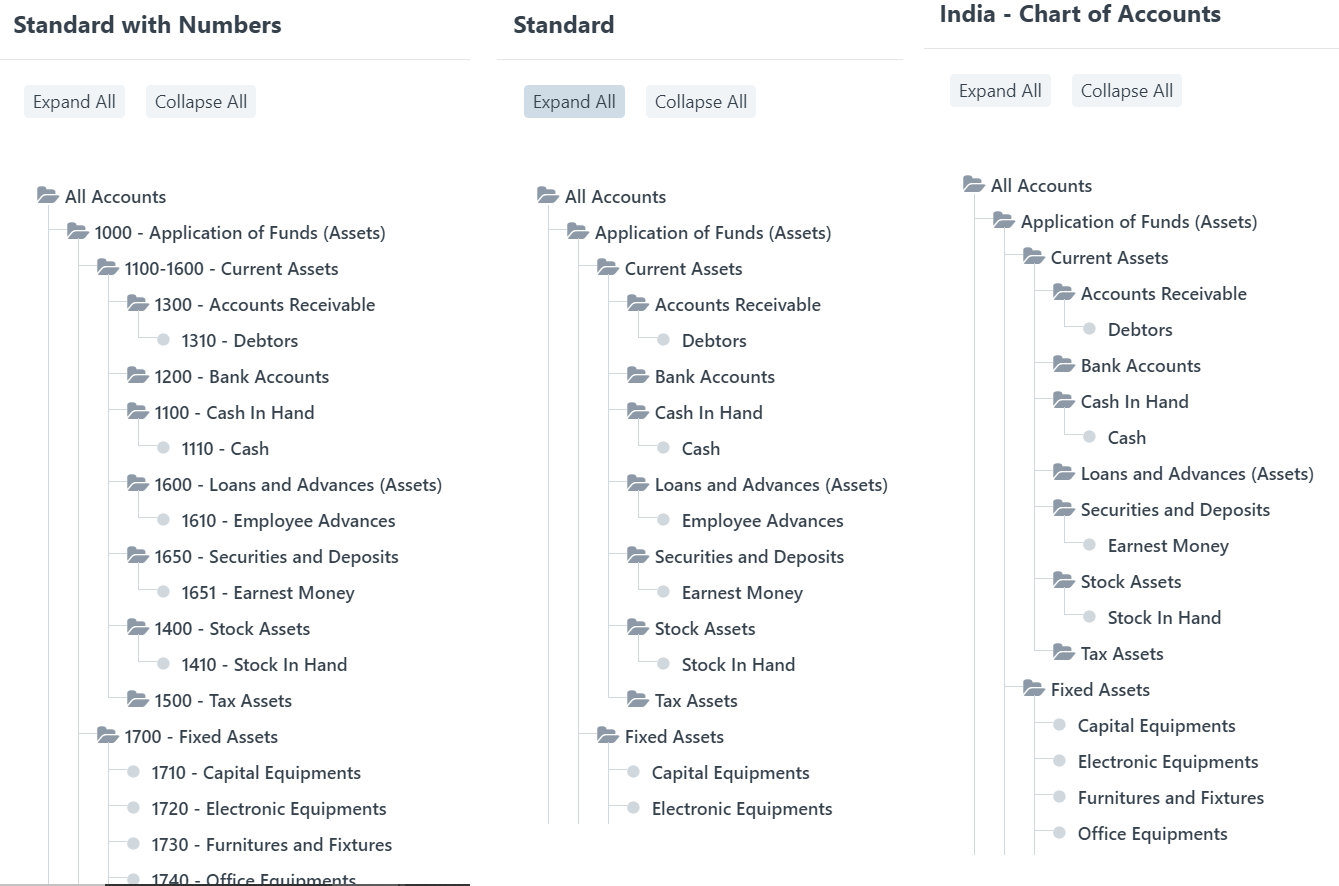 Standard with Numbers
Expand All
Collapse All
All Accounts
1000 - Application of Funds (Assets)
1100-1600 - Current Assets
1300 - Accounts Receivable
1310 - Debtors
1200 - Bank Accounts
1100 - Cash In Hand
1110 - Cash
1600 - Loans and Advances (Assets)
1610 - Employee Advances
1650 - Securities and Deposits
1651 - Earnest Money
1400 - Stock Assets
1410 - Stock In Hand
1500 - Tax Assets
1700 - Fixed Assets
1710 - Capital Equipments
1720 - Electronic Equipments
1730 - Furnitures and Fixtures
1740 - Office Equipments
Standard
Expand All
Collapse All
All Accounts
Application of Funds (Assets)
Current Assets
Accounts Receivable
Debtors
Bank Accounts
Cash In Hand
Cash
Loans and Advances (Assets)
Employee Advances
Securities and Deposits
Earnest Money
Stock Assets
Stock In Hand
Tax Assets
Fixed Assets
Capital Equipments
Electronic Equipments
India - Chart of Accounts
Expand All
Collapse All
All Accounts
Application of Funds (Assets)
Current Assets
Accounts Receivable
Debtors
Bank Accounts
Cash In Hand
Cash
Loans and Advances (Assets)
Securities and Deposits
Earnest Money
Stock Assets
Stock In Hand
Tax Assets
Fixed Assets
Capital Equipments
Electronic Equipments
Furnitures and Fixtures
Office Equipments